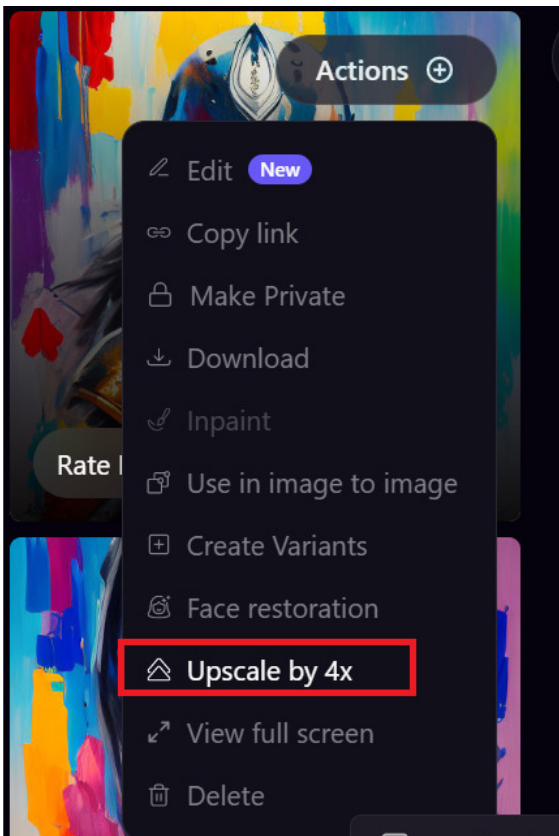 Actions
Edit New
Copy link
Make Private
Download
Inpaint
Rate
Use in image to image
Create Variants
Face restoration
Upscale by 4x
View full screen
Delete